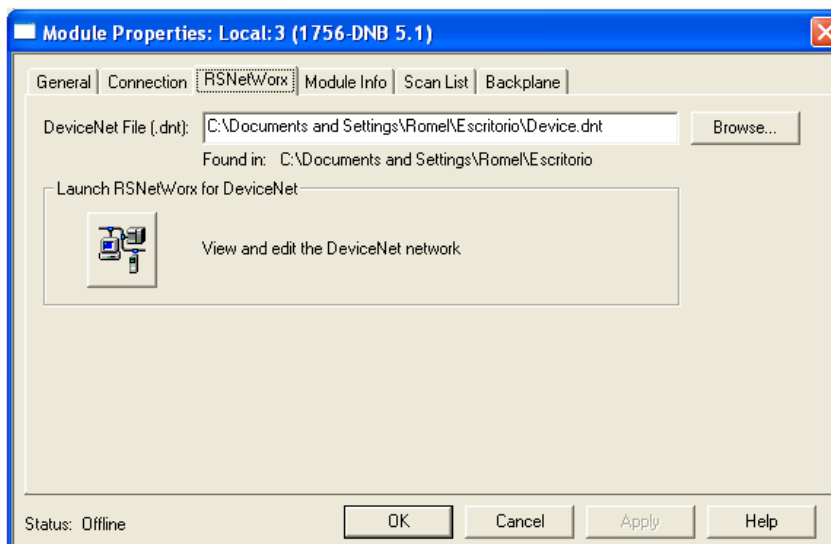 Module Properties: Local:3 (1756-DNB 5.1)
General Connection RSNetWorx Module Info Scan List Backplane
DeviceNet File (.dnt): C:\Documents and Settings\Romel\Escritorio\Device.dnt Browse...
Found in: C:\Documents and Settings\Romel\Escritorio
Launch RSNetWorx for DeviceNet
View and edit the DeviceNet network
Status: Offline OK Cancel Apply Help